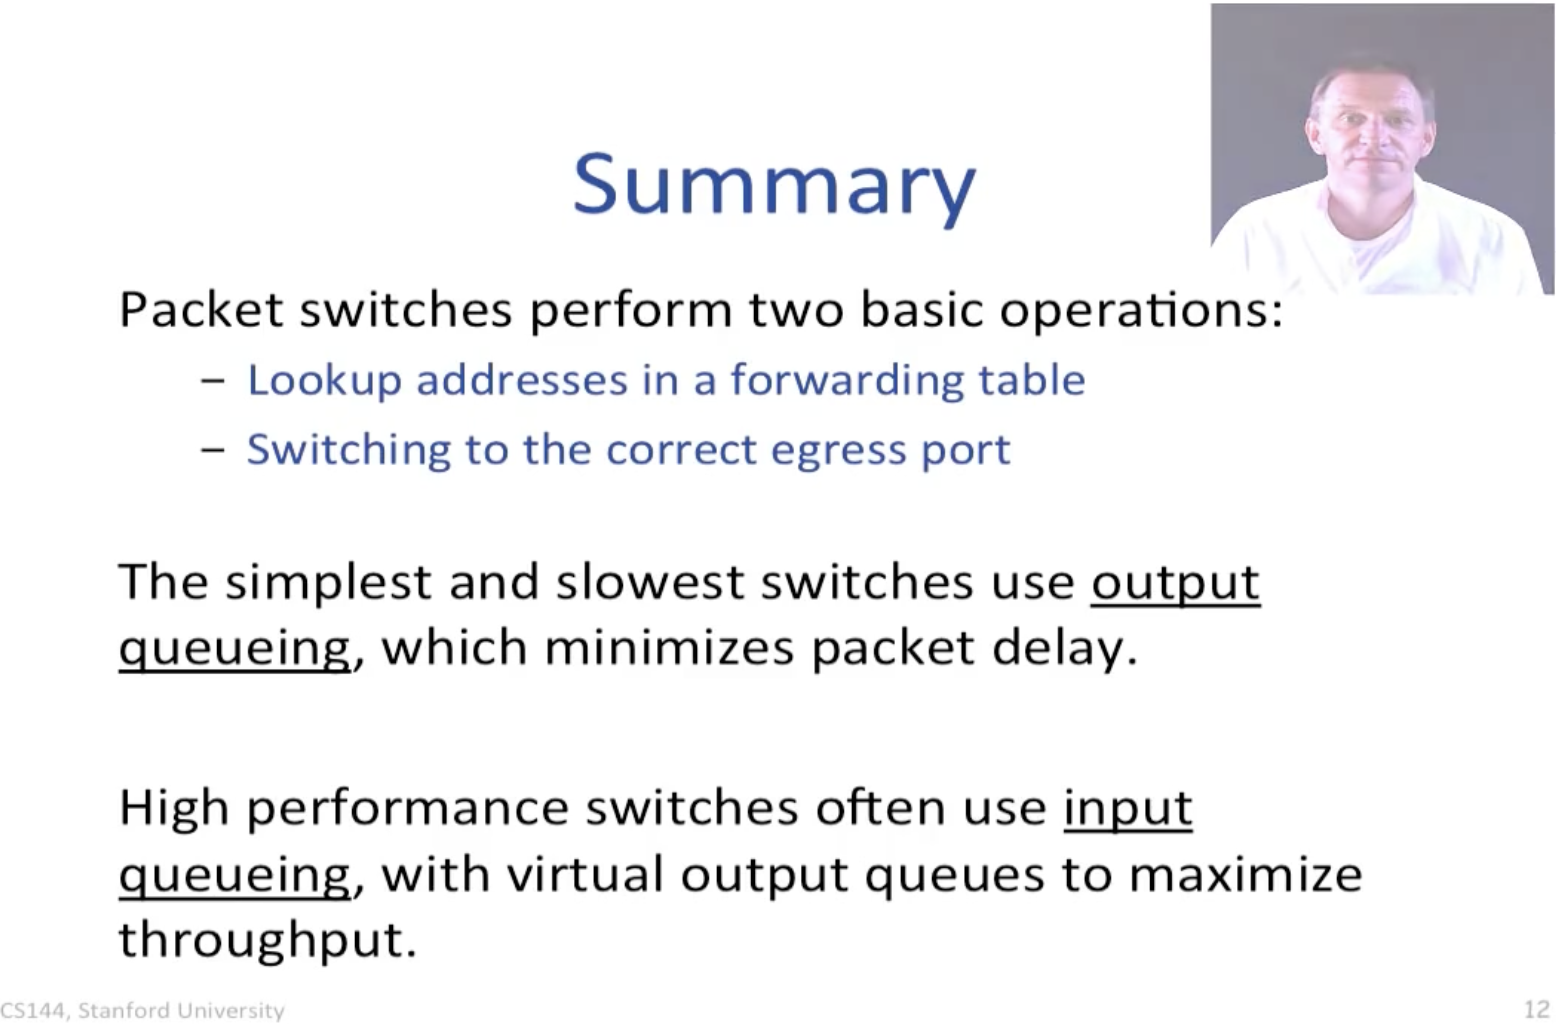 Summary
Packet switches perform two basic operations:
– Lookup addresses in a forwarding table
– Switching to the correct egress port
The simplest and slowest switches use output
queueing, which minimizes packet delay.
High performance switches often use input
queueing, with virtual output queues to maximize
throughput.
CS144, Stanford University
12